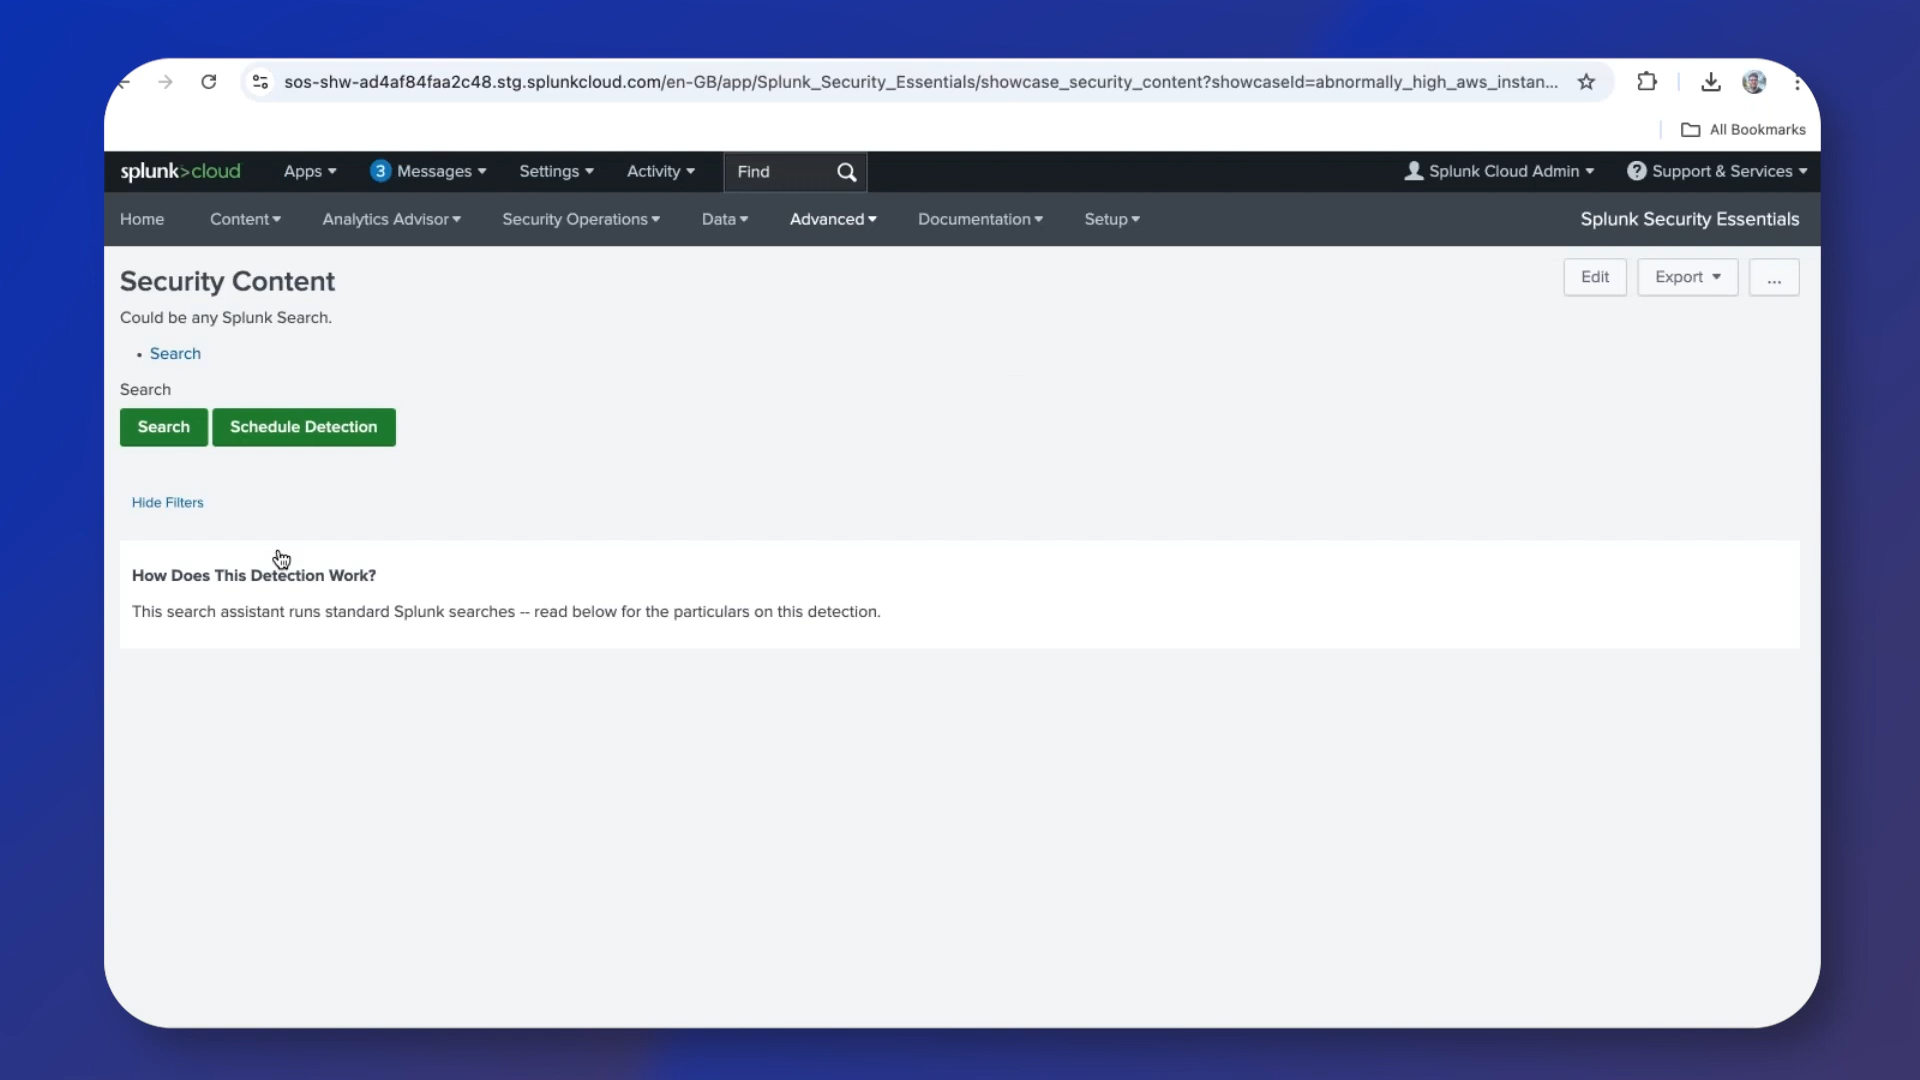 sos-shw-ad4af84faa2c48.stg.splunkcloud.com/en-GB/app/Splunk_Security_Essentials/showcase_security_content?showcaseId=abnormally_high_aws_instan...
All Bookmarks
splunk>cloud Apps 3 Messages Settings Activity Find Splunk Cloud Admin ? Support & Services
Home Content Analytics Advisor Security Operations Data Advanced Documentation Setup Splunk Security Essentials
Security Content Edit Export ...
Could be any Splunk Search.
• Search
Search
Search Schedule Detection
Hide Filters
How Does This Detection Work?
This search assistant runs standard Splunk searches -- read below for the particulars on this detection.